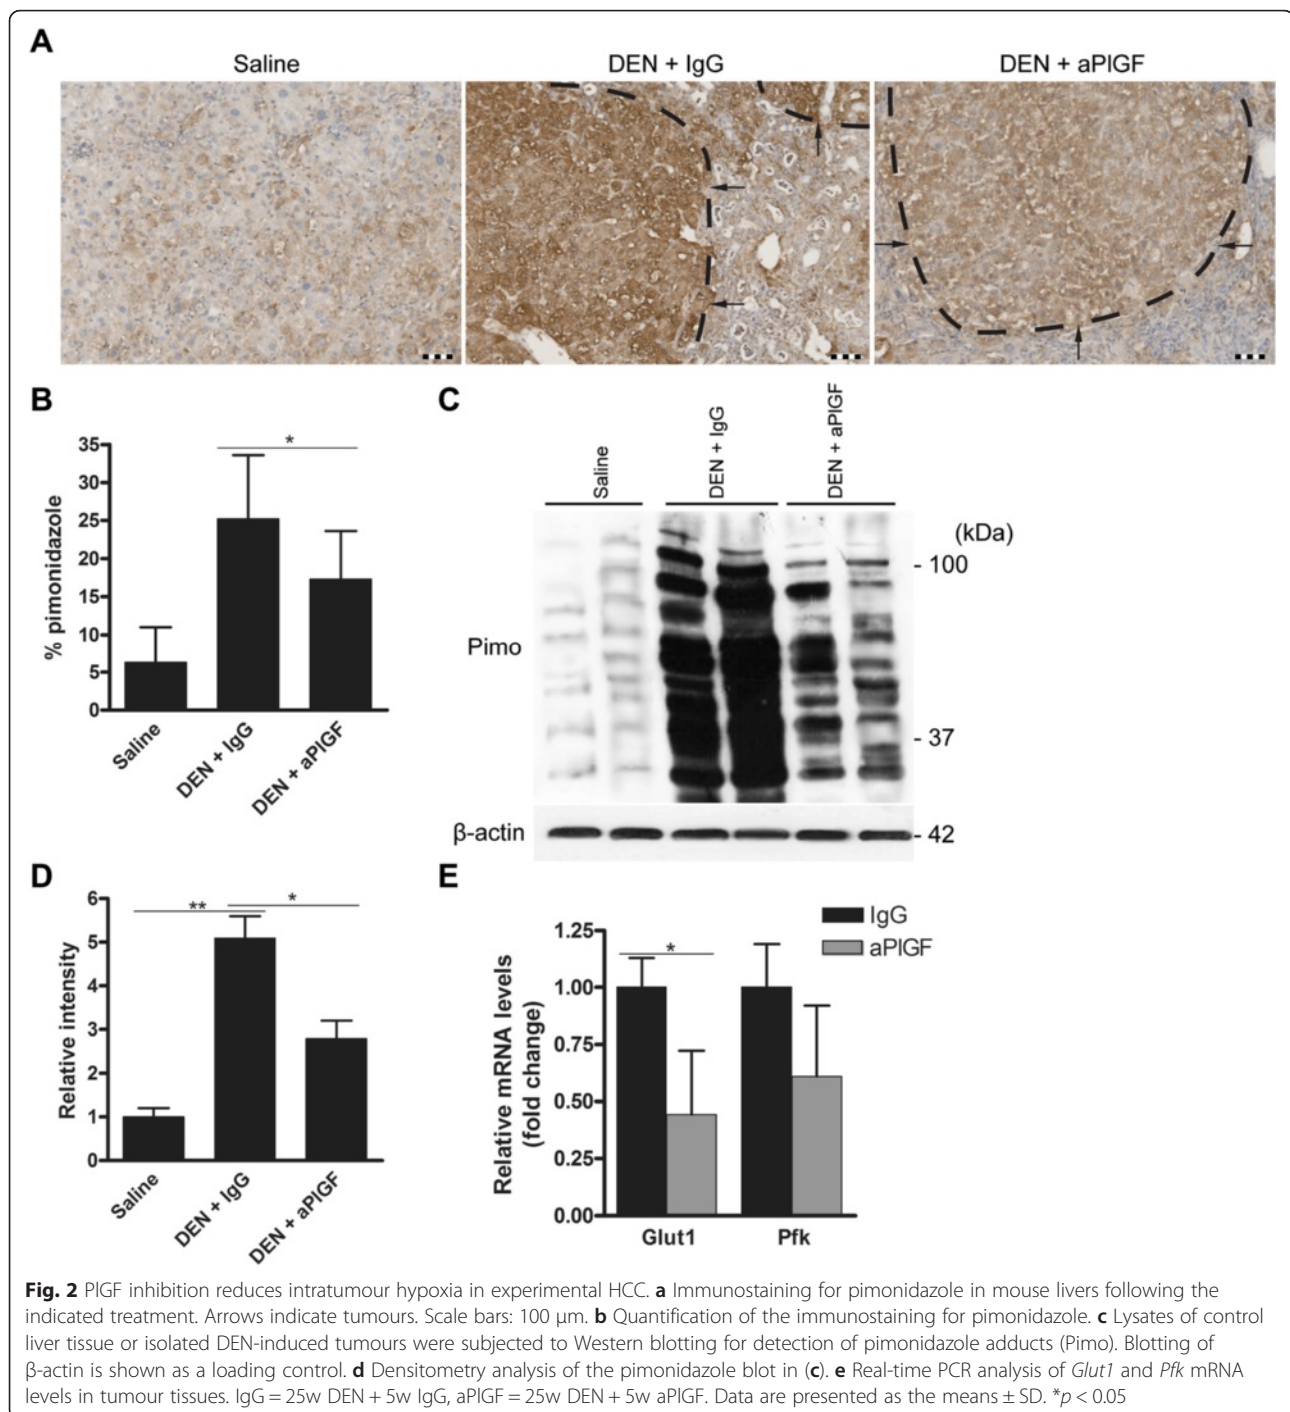 A
Saline
DEN + IgG
DEN + aPlGF
B
35
30
25
20
15
10
5
0
% pimonidazole
*
Saline
DEN + IgG
DEN + aPlGF
C
Saline
DEN + IgG
DEN + aPlGF
(kDa)
- 100
Pimo
- 37
β-actin
- 42
D
6
5
4
3
2
1
0
Relative intensity
**
*
Saline
DEN + IgG
DEN + aPlGF
E
IgG
aPlGF
1.25
1.00
0.75
0.50
0.25
0.00
Relative mRNA levels
(fold change)
*
Glut1
Pfk
Fig. 2 PlGF inhibition reduces intratumour hypoxia in experimental HCC. a Immunostaining for pimonidazole in mouse livers following the
indicated treatment. Arrows indicate tumours. Scale bars: 100 μm. b Quantification of the immunostaining for pimonidazole. c Lysates of control
liver tissue or isolated DEN-induced tumours were subjected to Western blotting for detection of pimonidazole adducts (Pimo). Blotting of
β-actin is shown as a loading control. d Densitometry analysis of the pimonidazole blot in (c). e Real-time PCR analysis of Glut1 and Pfk mRNA
levels in tumour tissues. IgG = 25w DEN + 5w IgG, aPlGF = 25w DEN + 5w aPlGF. Data are presented as the means ± SD. *p < 0.05